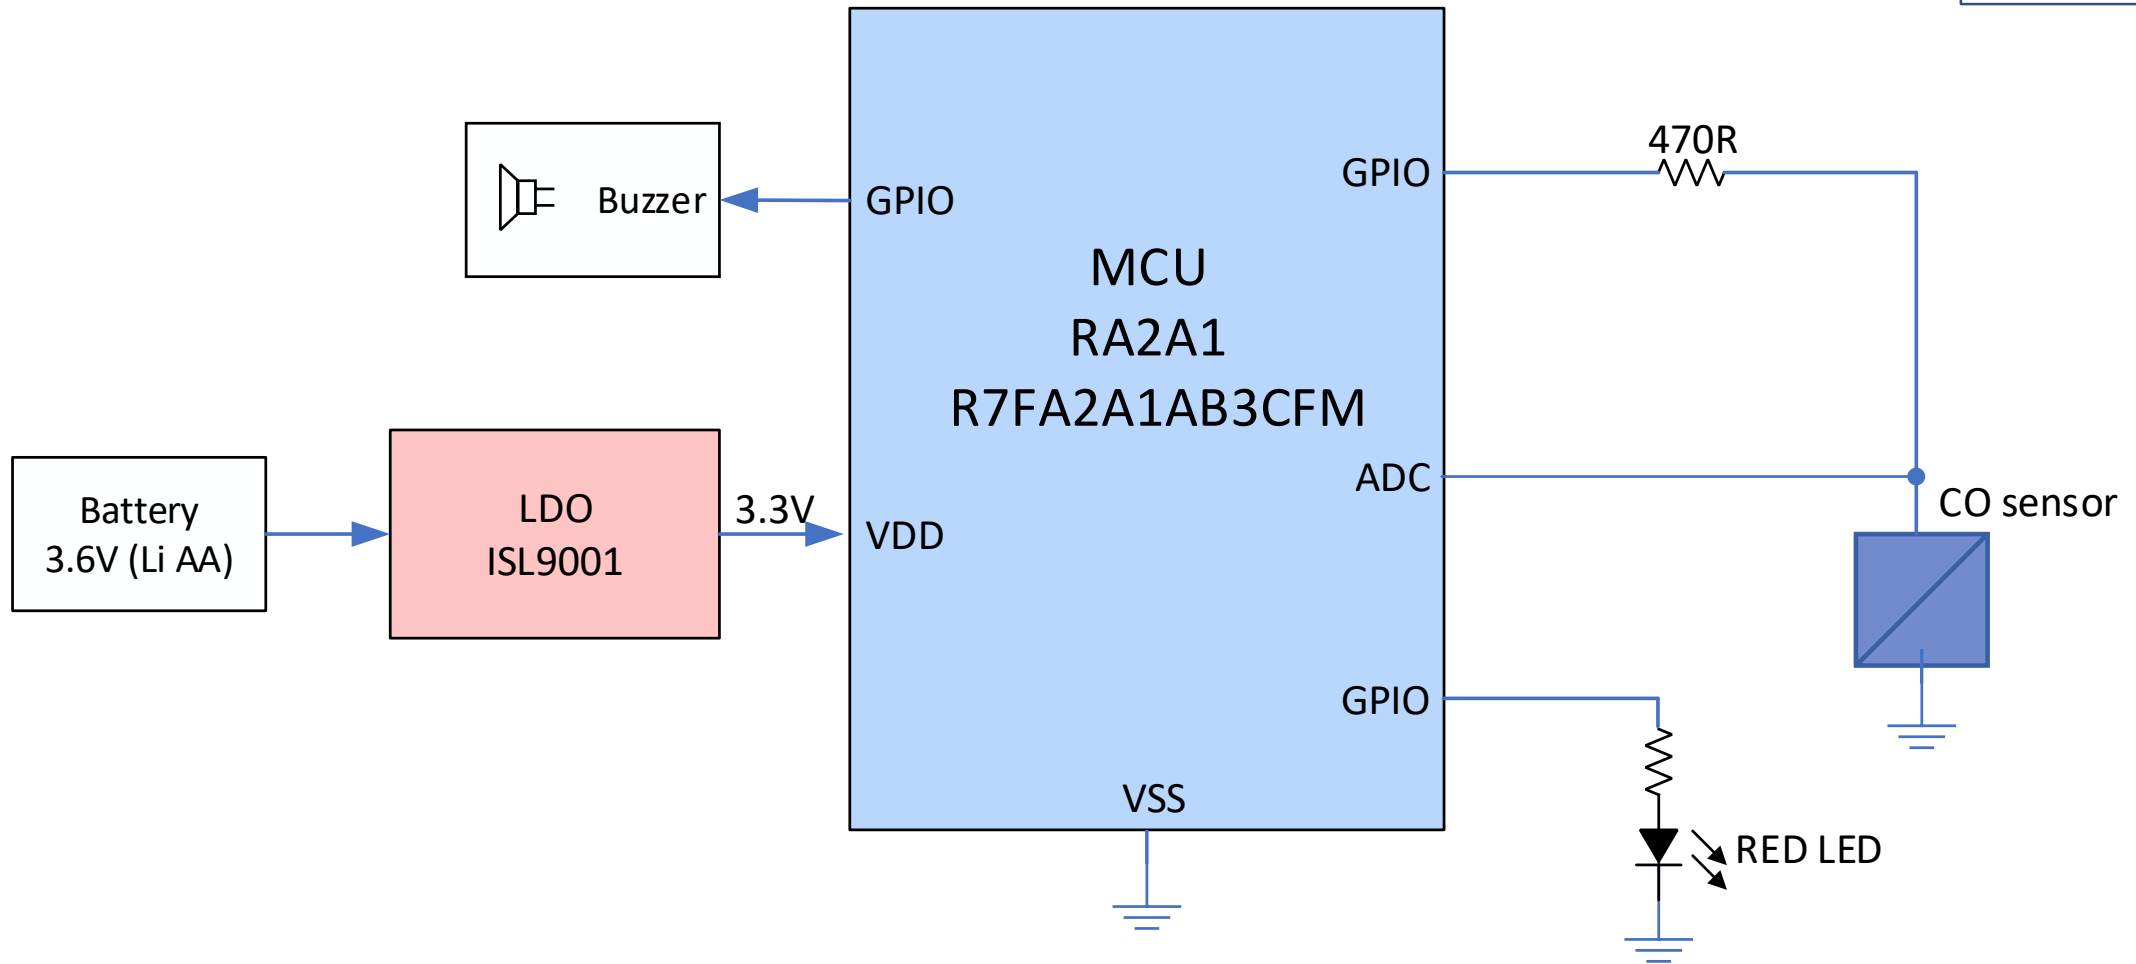 470R
GPIO
Buzzer
GPIO
MCU
RA2A1
R7FA2A1AB3CFM
ADC
CO sensor
Battery
3.6V (Li AA)
LDO
ISL9001
3.3V
VDD
GPIO
VSS
RED LED